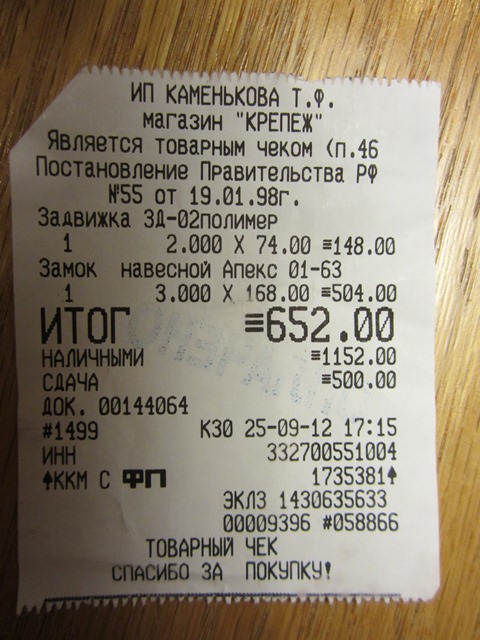 ИП КАМЕНЬКОВА Т.Ф.
магазин "КРЕПЕЖ"
Является товарным чеком (п.46
Постановление Правительства РФ
№55 от 19.01.98г.
Задвижка ЗД-02полимер
1 2.000 X 74.00 ≡148.00
Замок навесной Апекс 01-63
1 3.000 X 168.00 ≡504.00
ИТОГ ≡652.00
НАЛИЧНЫМИ ≡1152.00
СДАЧА ≡500.00
ДОК. 00144064
#1499 К30 25-09-12 17:15
ИНН 332700551004
♠ККМ С ФП 1735381♠
ЭКЛЗ 1430635633
00009396 #058866
ТОВАРНЫЙ ЧЕК
СПАСИБО ЗА ПОКУПКУ!